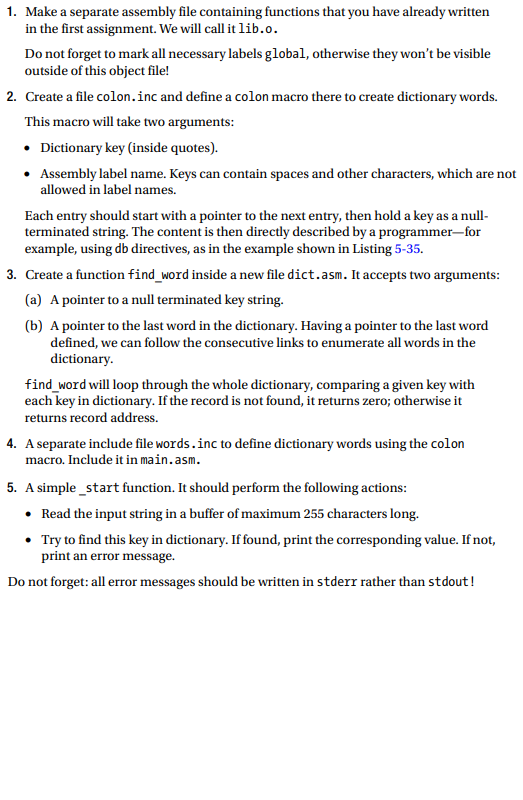 1. Make a separate assembly file containing functions that you have already written
in the first assignment. We will call it lib.o.
Do not forget to mark all necessary labels global, otherwise they won't be visible
outside of this object file!
2. Create a file colon.inc and define a colon macro there to create dictionary words.
This macro will take two arguments:
• Dictionary key (inside quotes).
• Assembly label name. Keys can contain spaces and other characters, which are not
allowed in label names.
Each entry should start with a pointer to the next entry, then hold a key as a null-
terminated string. The content is then directly described by a programmer—for
example, using db directives, as in the example shown in Listing 5-35.
3. Create a function find_word inside a new file dict.asm. It accepts two arguments:
(a) A pointer to a null terminated key string.
(b) A pointer to the last word in the dictionary. Having a pointer to the last word
defined, we can follow the consecutive links to enumerate all words in the
dictionary.
find_word will loop through the whole dictionary, comparing a given key with
each key in dictionary. If the record is not found, it returns zero; otherwise it
returns record address.
4. A separate include file words.inc to define dictionary words using the colon
macro. Include it in main.asm.
5. A simple _start function. It should perform the following actions:
• Read the input string in a buffer of maximum 255 characters long.
• Try to find this key in dictionary. If found, print the corresponding value. If not,
print an error message.
Do not forget: all error messages should be written in stderr rather than stdout!